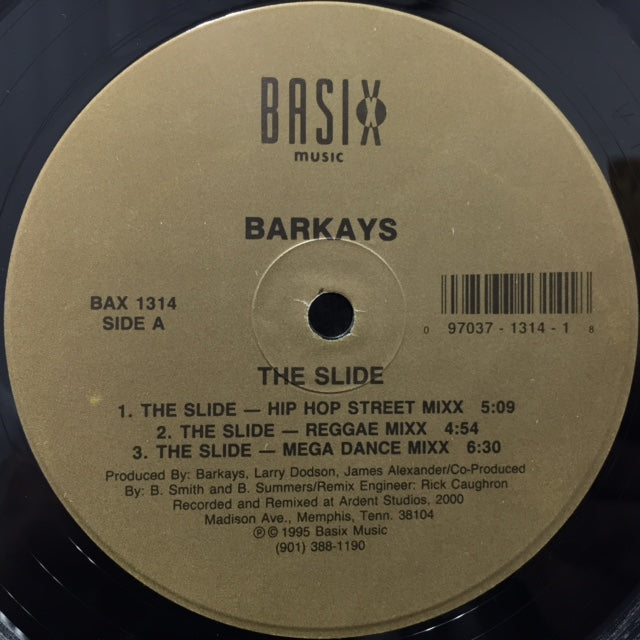 BASIX
MUSIC
BARKAYS
BAX 1314
SIDE A
0 97037 - 1314 - 1 8
THE SLIDE
1. THE SLIDE — HIP HOP STREET MIXX 5:09
2. THE SLIDE — REGGAE MIXX 4:54
3. THE SLIDE — MEGA DANCE MIXX 6:30
Produced By: Barkays, Larry Dodson, James Alexander/Co-Produced
By: B. Smith and B. Summers/Remix Engineer: Rick Caughron
Recorded and Remixed at Ardent Studios, 2000
Madison Ave., Memphis, Tenn. 38104
℗ © 1995 Basix Music
(901) 388-1190